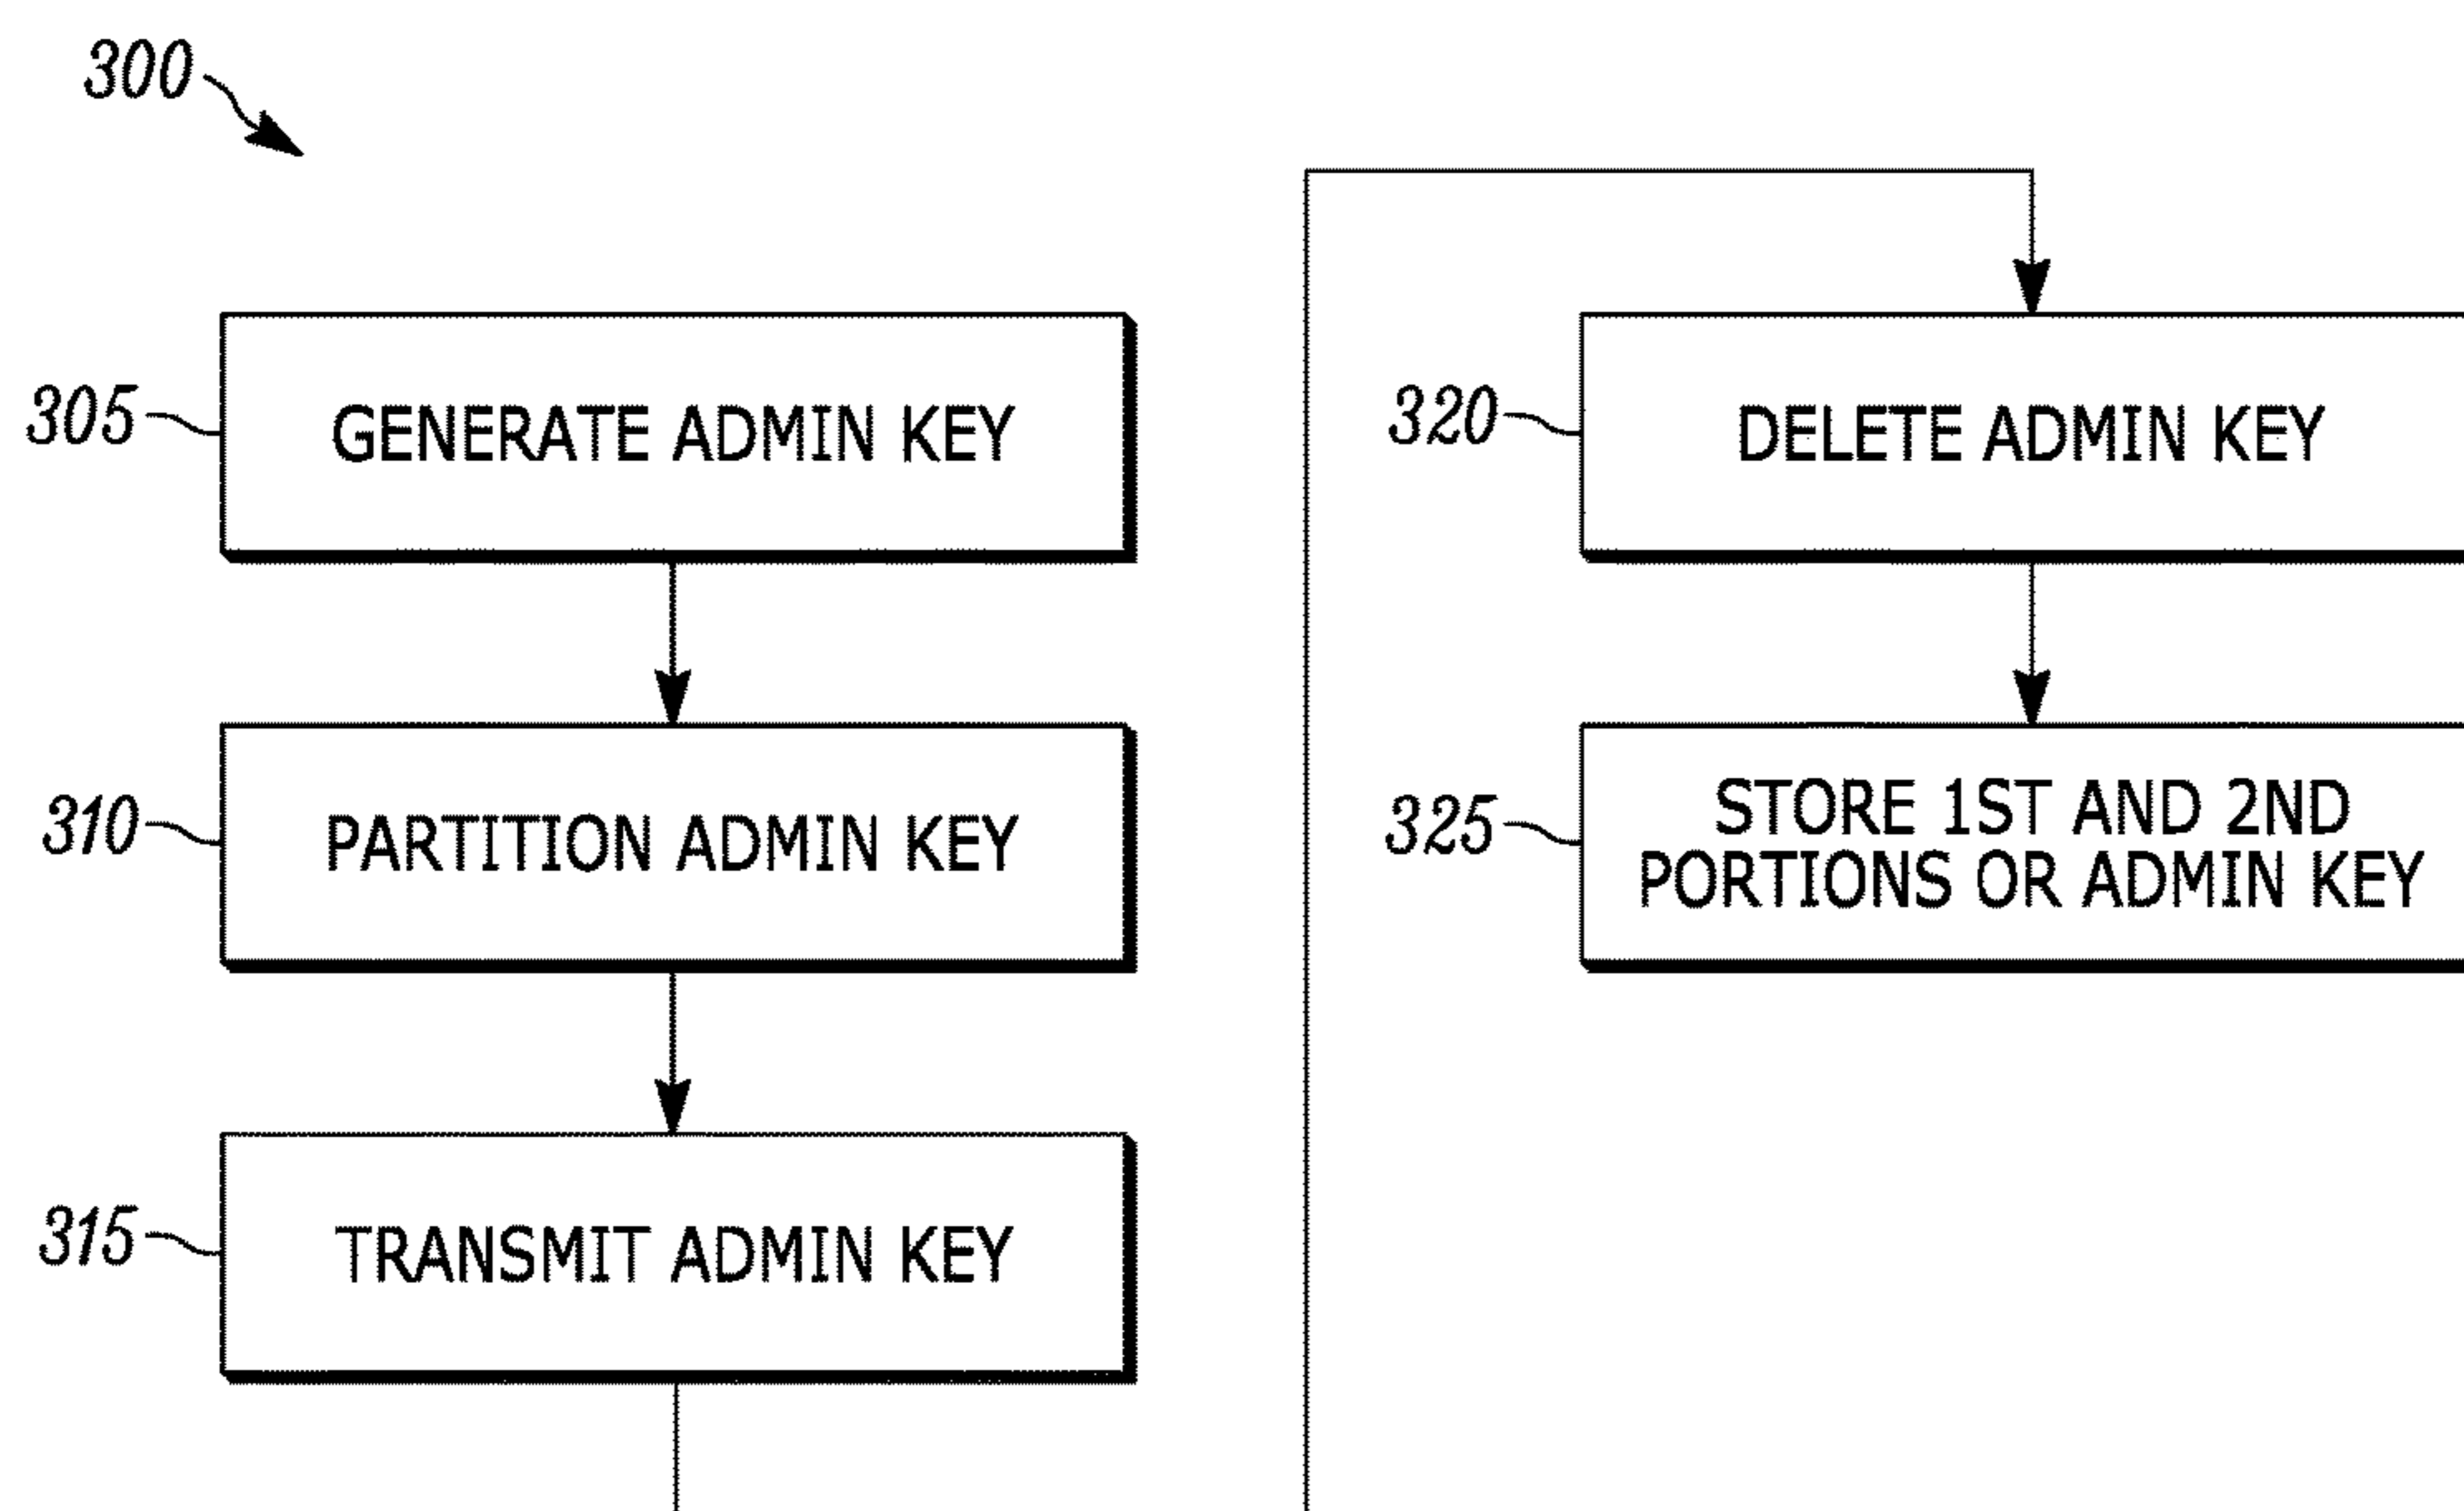 300
305
GENERATE ADMIN KEY
310
PARTITION ADMIN KEY
315
TRANSMIT ADMIN KEY
320
DELETE ADMIN KEY
325
STORE 1ST AND 2ND
PORTIONS OR ADMIN KEY